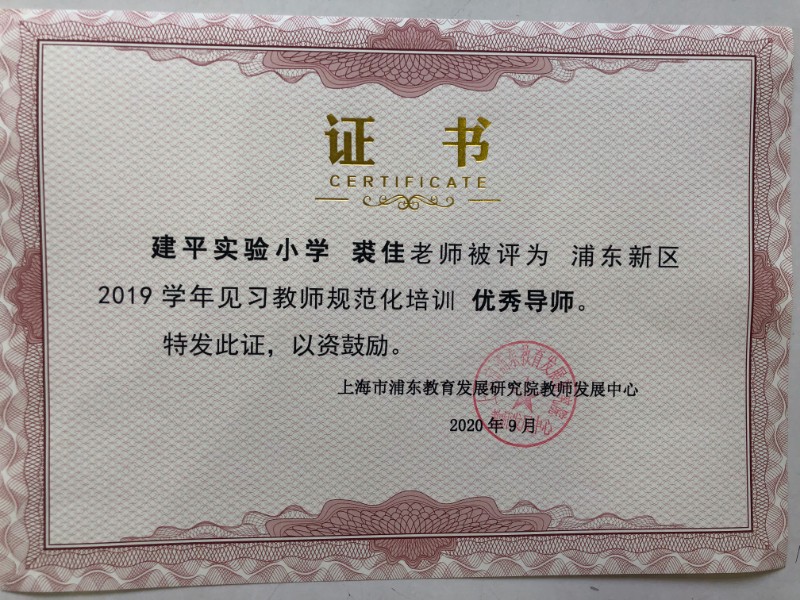 证 书
CERTIFICATE
建平实验小学 裘佳老师被评为 浦东新区
2019学年见习教师规范化培训 优秀导师。
特发此证，以资鼓励。
上海市浦东教育发展研究院教师发展中心
2020年9月